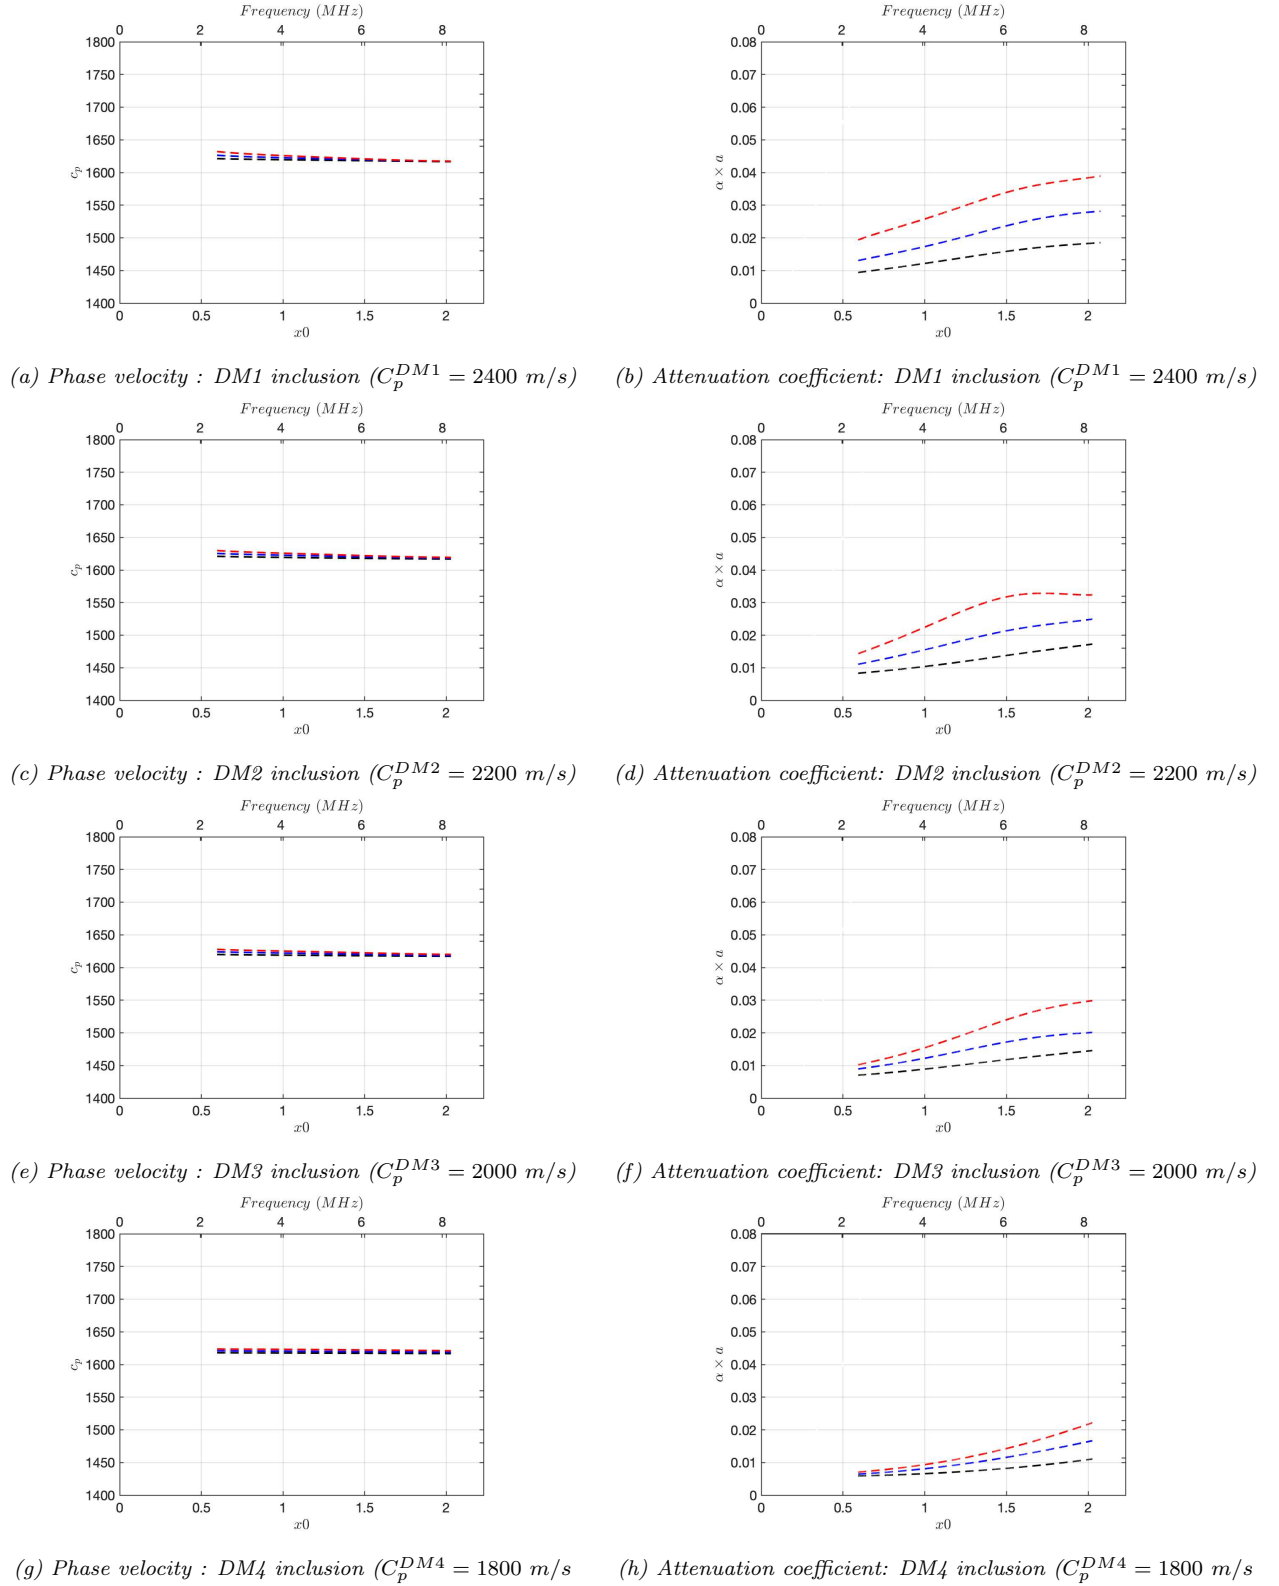 Frequency (MHz) Frequency (MHz)
0 2 4 6 8 0 2 4 6 8
1800 0.08
1750 0.07
1700 0.06
1650 0.05
c_p 1600 α × a 0.04
1550 0.03
1500 0.02
1450 0.01
1400 0
0 0.5 1 1.5 2 0 0.5 1 1.5 2
x0 x0
(a) Phase velocity : DM1 inclusion (C_p^{DM1} = 2400 m/s) (b) Attenuation coefficient: DM1 inclusion (C_p^{DM1} = 2400 m/s)
Frequency (MHz) Frequency (MHz)
0 2 4 6 8 0 2 4 6 8
1800 0.08
1750 0.07
1700 0.06
1650 0.05
c_p 1600 α × a 0.04
1550 0.03
1500 0.02
1450 0.01
1400 0
0 0.5 1 1.5 2 0 0.5 1 1.5 2
x0 x0
(c) Phase velocity : DM2 inclusion (C_p^{DM2} = 2200 m/s) (d) Attenuation coefficient: DM2 inclusion (C_p^{DM2} = 2200 m/s)
Frequency (MHz) Frequency (MHz)
0 2 4 6 8 0 2 4 6 8
1800 0.08
1750 0.07
1700 0.06
1650 0.05
c_p 1600 α × a 0.04
1550 0.03
1500 0.02
1450 0.01
1400 0
0 0.5 1 1.5 2 0 0.5 1 1.5 2
x0 x0
(e) Phase velocity : DM3 inclusion (C_p^{DM3} = 2000 m/s) (f) Attenuation coefficient: DM3 inclusion (C_p^{DM3} = 2000 m/s)
Frequency (MHz) Frequency (MHz)
0 2 4 6 8 0 2 4 6 8
1800 0.08
1750 0.07
1700 0.06
1650 0.05
c_p 1600 α × a 0.04
1550 0.03
1500 0.02
1450 0.01
1400 0
0 0.5 1 1.5 2 0 0.5 1 1.5 2
x0 x0
(g) Phase velocity : DM4 inclusion (C_p^{DM4} = 1800 m/s (h) Attenuation coefficient: DM4 inclusion (C_p^{DM4} = 1800 m/s